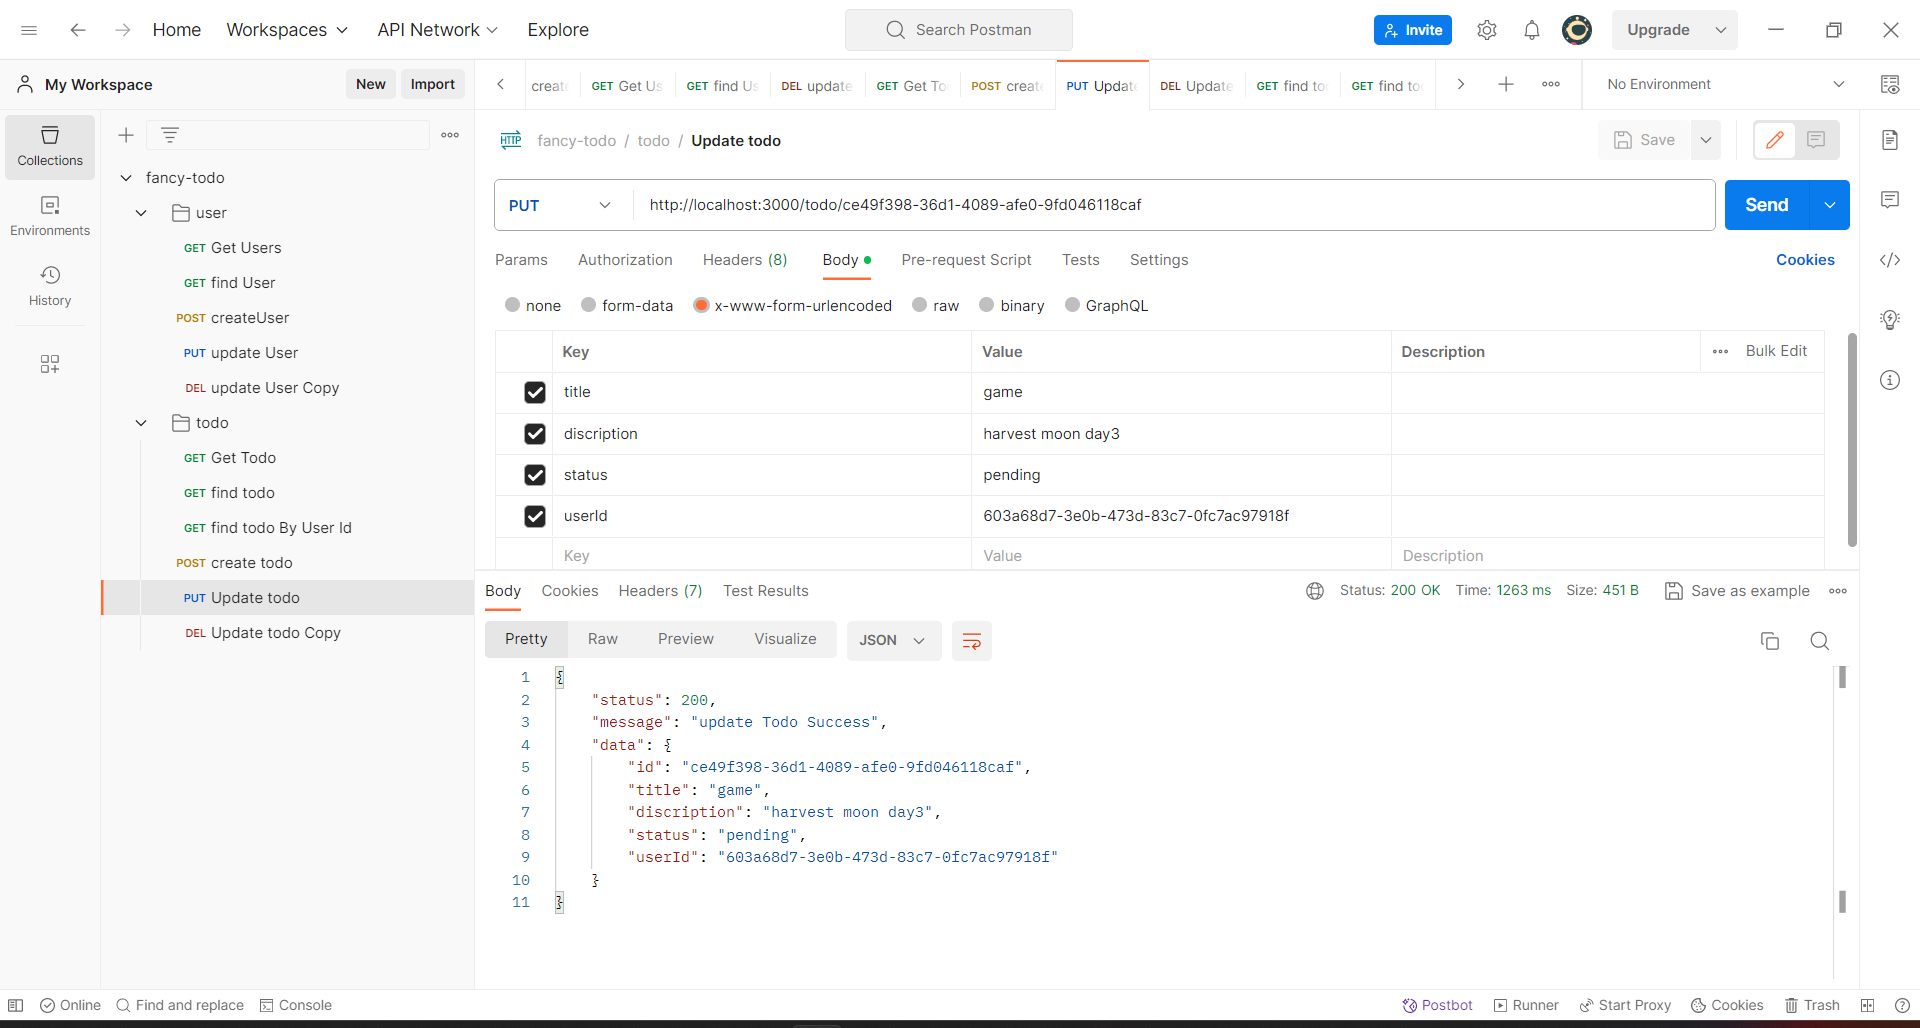 Home Workspaces API Network Explore Search Postman Invite Upgrade
My Workspace New Import
create GET Get Us GET find Us DEL update GET Get To POST create PUT Update DEL Update GET find to GET find to No Environment
Collections
Environments
History
fancy-todo
user
GET Get Users
GET find User
POST createUser
PUT update User
DEL update User Copy
todo
GET Get Todo
GET find todo
GET find todo By User Id
POST create todo
PUT Update todo
DEL Update todo Copy
HTTP fancy-todo / todo / Update todo Save
PUT http://localhost:3000/todo/ce49f398-36d1-4089-afe0-9fd046118caf Send
Params Authorization Headers (8) Body Pre-request Script Tests Settings Cookies
none form-data x-www-form-urlencoded raw binary GraphQL
Key Value Description Bulk Edit
title game
discription harvest moon day3
status pending
userId 603a68d7-3e0b-473d-83c7-0fc7ac97918f
Key Value Description
Body Cookies Headers (7) Test Results Status: 200 OK Time: 1263 ms Size: 451 B Save as example
Pretty Raw Preview Visualize JSON
1 {
2 "status": 200,
3 "message": "update Todo Success",
4 "data": {
5 "id": "ce49f398-36d1-4089-afe0-9fd046118caf",
6 "title": "game",
7 "discription": "harvest moon day3",
8 "status": "pending",
9 "userId": "603a68d7-3e0b-473d-83c7-0fc7ac97918f"
10 }
11 }
Online Find and replace Console Postbot Runner Start Proxy Cookies Trash